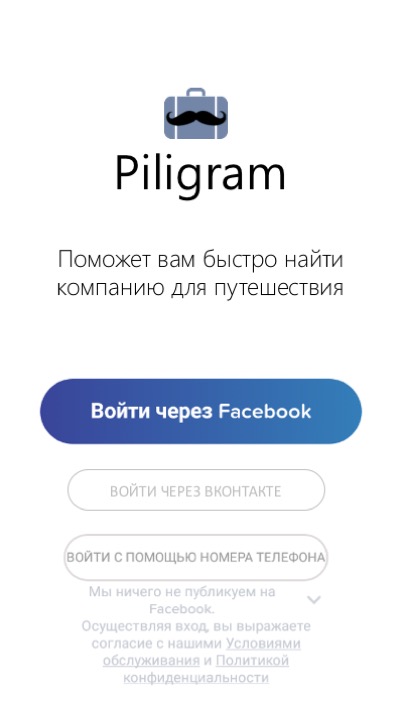 Piligram
Поможет вам быстро найти
компанию для путешествия
Войти через Facebook
ВОЙТИ ЧЕРЕЗ ВКОНТАКТЕ
ВОЙТИ С ПОМОЩЬЮ НОМЕРА ТЕЛЕФОНА
Мы ничего не публикуем на
Facebook.
Осуществляя вход, вы выражаете
согласие с нашими Условиями
обслуживания и Политикой
конфиденциальности